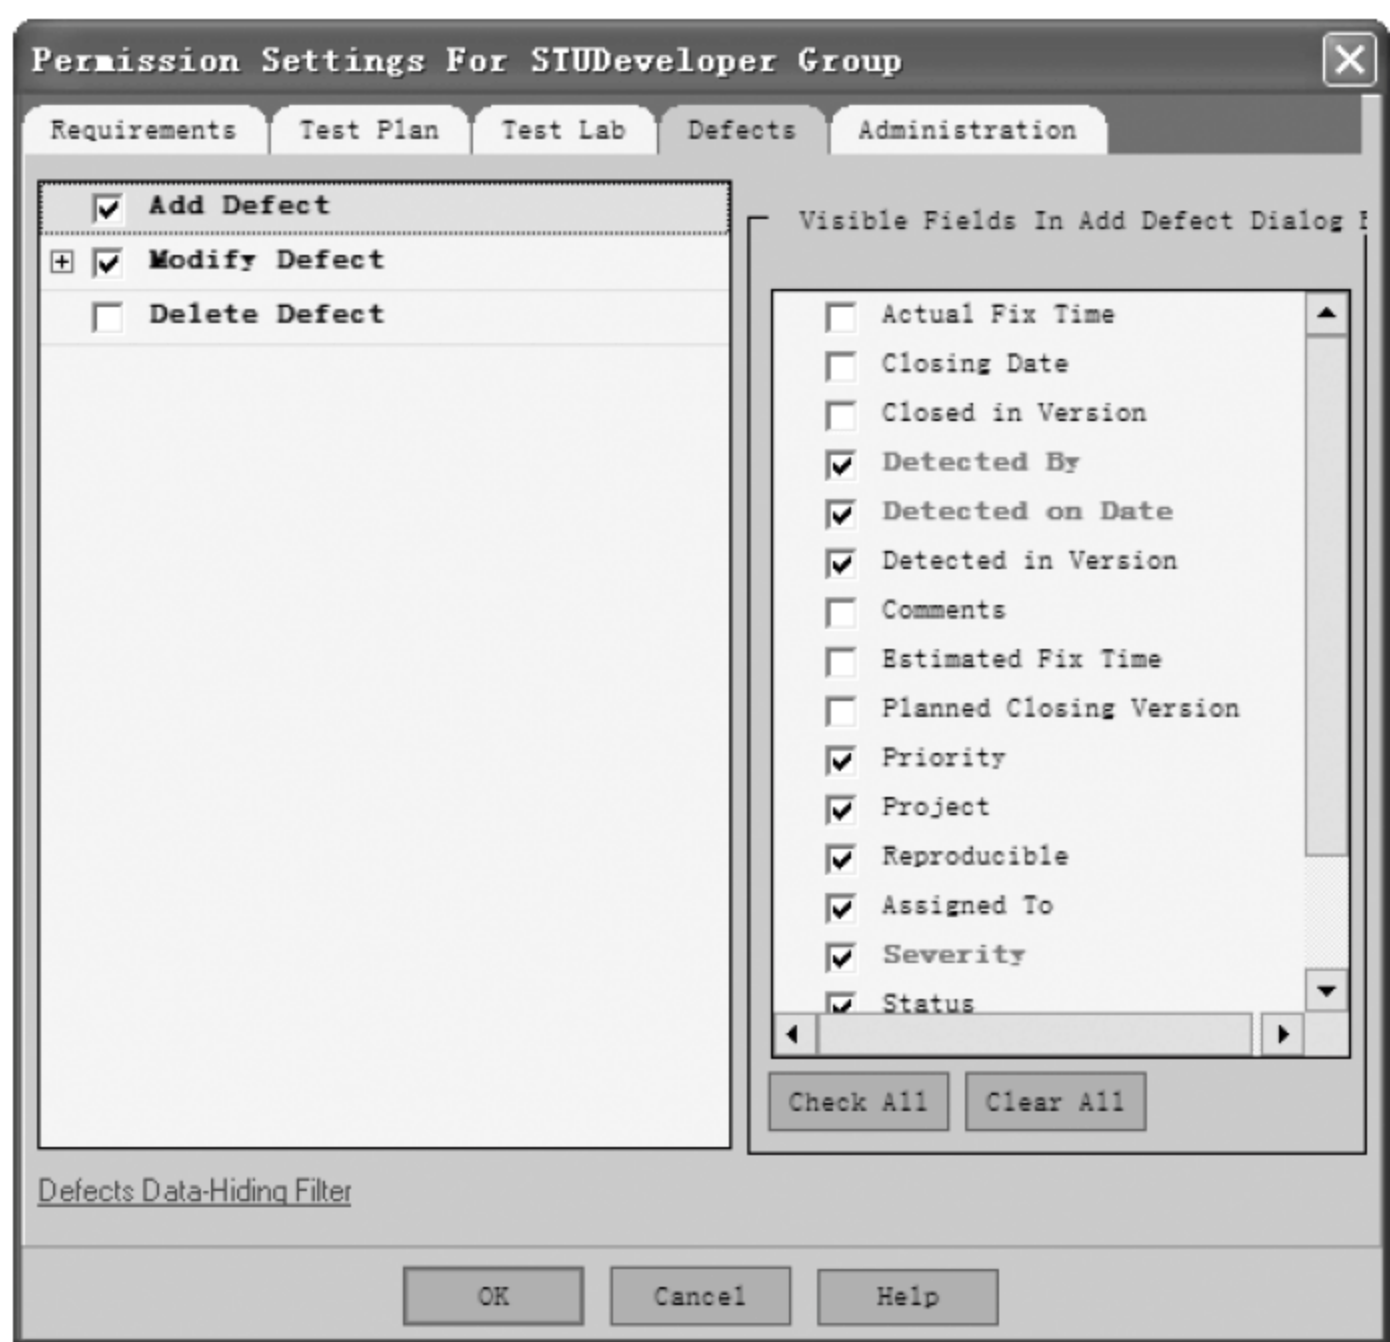 Permission Settings For STUDeveloper Group
Requirements Test Plan Test Lab Defects Administration
Add Defect
Modify Defect
Delete Defect
Visible Fields In Add Defect Dialog
Actual Fix Time
Closing Date
Closed in Version
Detected By
Detected on Date
Detected in Version
Comments
Estimated Fix Time
Planned Closing Version
Priority
Project
Reproducible
Assigned To
Severity
Status
Check All Clear All
Defects Data-Hiding Filter
OK Cancel Help